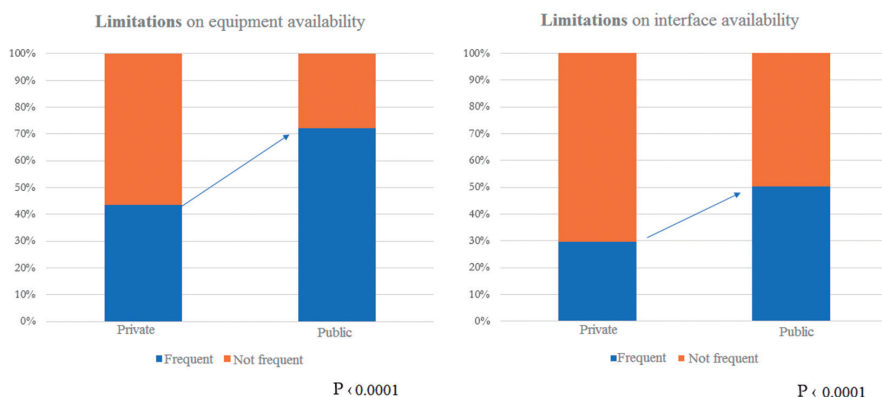 Limitations on equipment availability
100%
90%
80%
70%
60%
50%
40%
30%
20%
10%
0%
Private Public
Frequent Not frequent
P ‹ 0.0001
Limitations on interface availability
100%
90%
80%
70%
60%
50%
40%
30%
20%
10%
0%
Private Public
Frequent Not frequent
P ‹ 0.0001